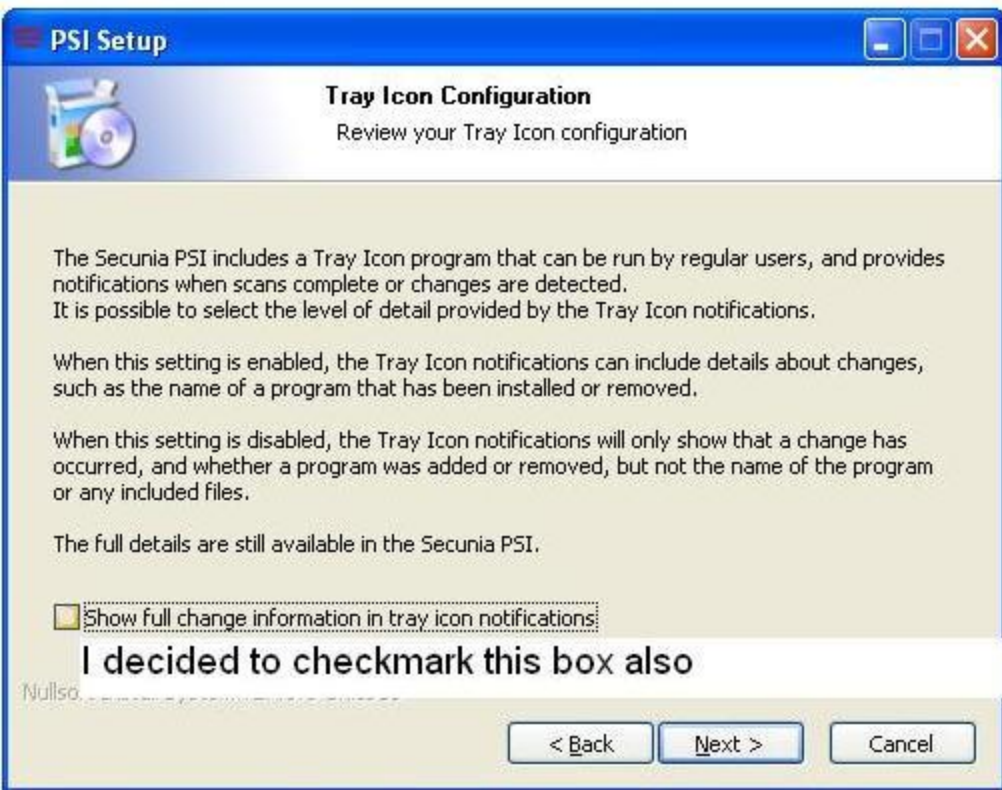 PSI Setup
Tray Icon Configuration
Review your Tray Icon configuration
The Secunia PSI includes a Tray Icon program that can be run by regular users, and provides
notifications when scans complete or changes are detected.
It is possible to select the level of detail provided by the Tray Icon notifications.
When this setting is enabled, the Tray Icon notifications can include details about changes,
such as the name of a program that has been installed or removed.
When this setting is disabled, the Tray Icon notifications will only show that a change has
occurred, and whether a program was added or removed, but not the name of the program
or any included files.
The full details are still available in the Secunia PSI.
Show full change information in tray icon notifications
I decided to checkmark this box also
< Back
Next >
Cancel